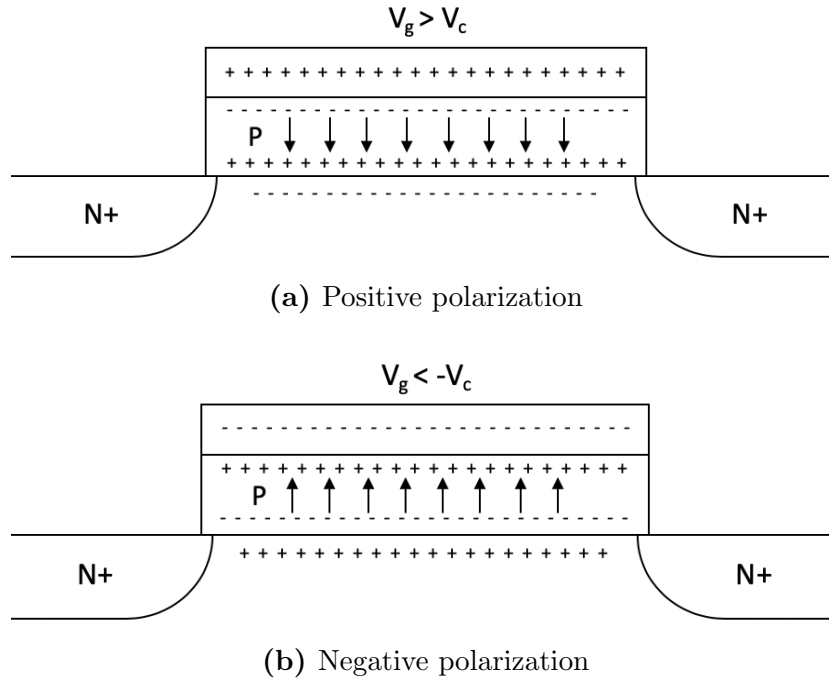 V_g > V_c
+ + + + + + + + + + + + + + + + + + + + + +
- - - - - - - - - - - - - - - - - - - - - - - - - - - - -
P
+ + + + + + + + + + + + + + + + + + + + + +
N+ - - - - - - - - - - - - - - - - - - - - - - N+
(a) Positive polarization
V_g < -V_c
- - - - - - - - - - - - - - - - - - - - - - - - - - - - -
+ + + + + + + + + + + + + + + + + + + + + +
P
- - - - - - - - - - - - - - - - - - - - - - - - - - - - -
+ + + + + + + + + + + + + + + + + + + +
N+ N+
(b) Negative polarization